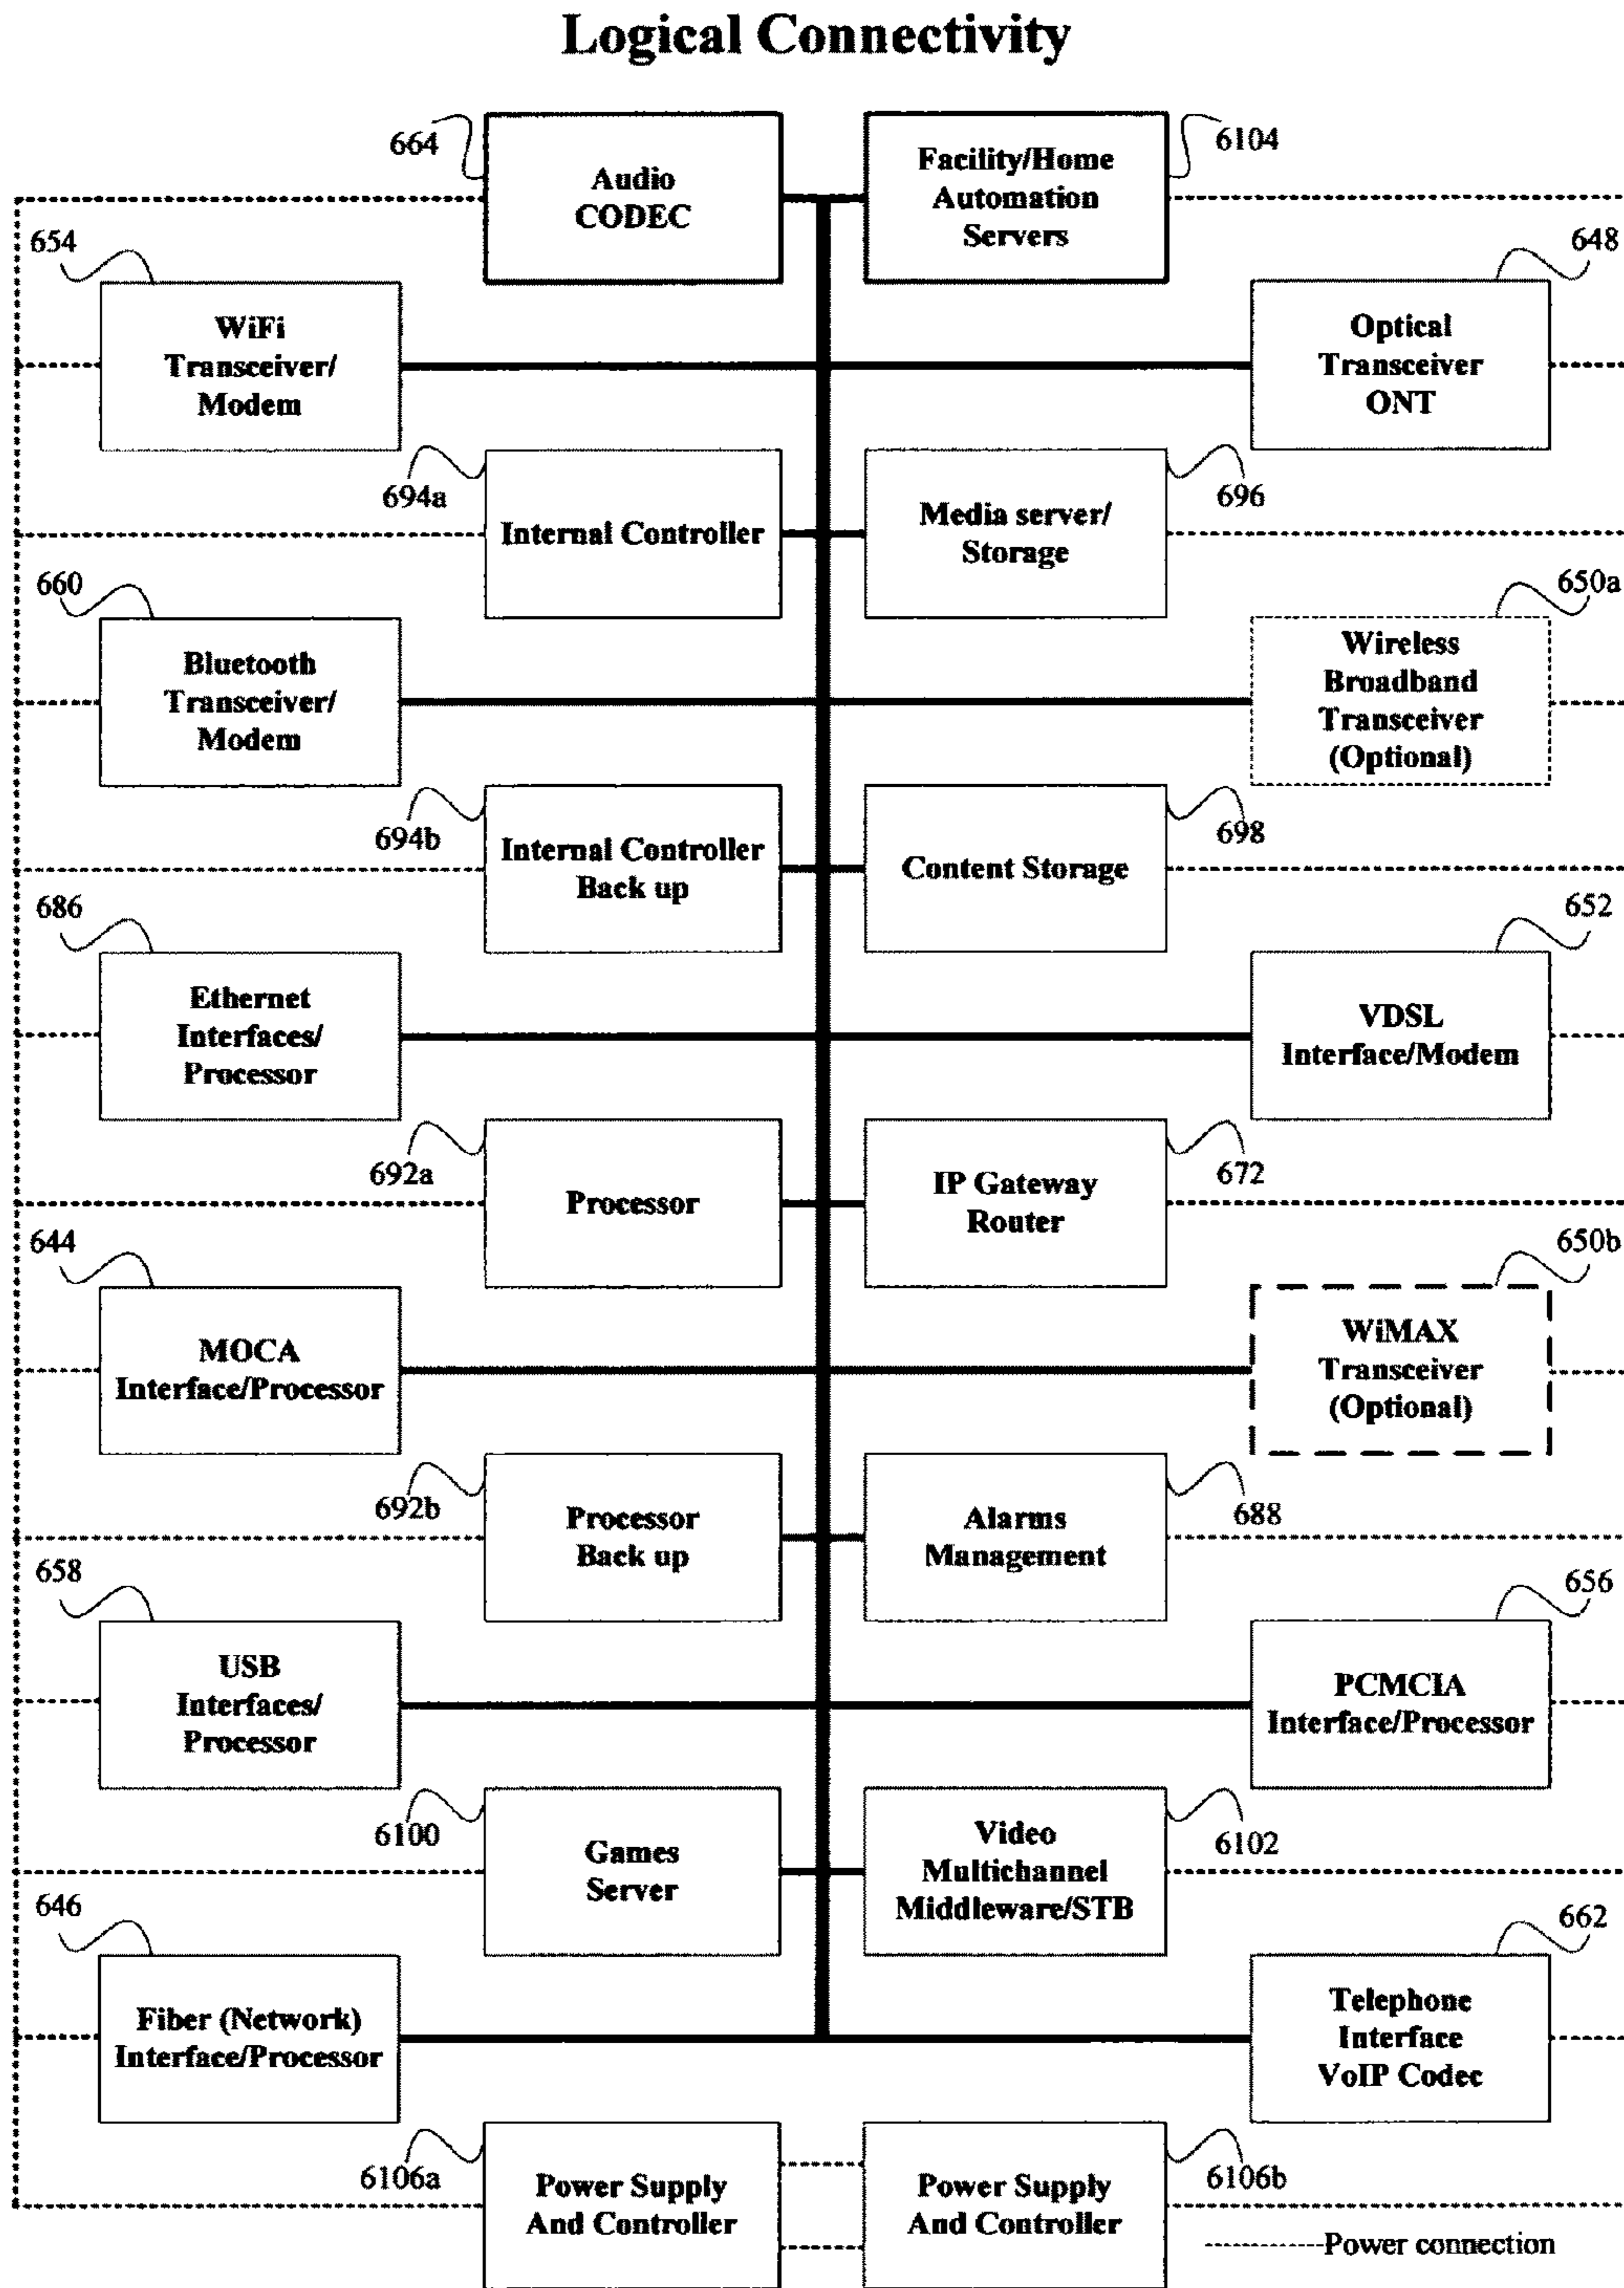 Logical Connectivity
664
Audio
CODEC
Facility/Home
Automation
Servers
6104
654
WiFi
Transceiver/
Modem
648
Optical
Transceiver
ONT
694a
Internal Controller
Media server/
Storage
696
660
Bluetooth
Transceiver/
Modem
650a
Wireless
Broadband
Transceiver
(Optional)
694b
Internal Controller
Back up
Content Storage
698
686
Ethernet
Interfaces/
Processor
652
VDSL
Interface/Modem
692a
Processor
IP Gateway
Router
672
644
MOCA
Interface/Processor
650b
WiMAX
Transceiver
(Optional)
692b
Processor
Back up
Alarms
Management
688
658
USB
Interfaces/
Processor
656
PCMCIA
Interface/Processor
6100
Games
Server
Video
Multichannel
Middleware/STB
6102
646
Fiber (Network)
Interface/Processor
662
Telephone
Interface
VoIP Codec
6106a
Power Supply
And Controller
Power Supply
And Controller
6106b
Power connection